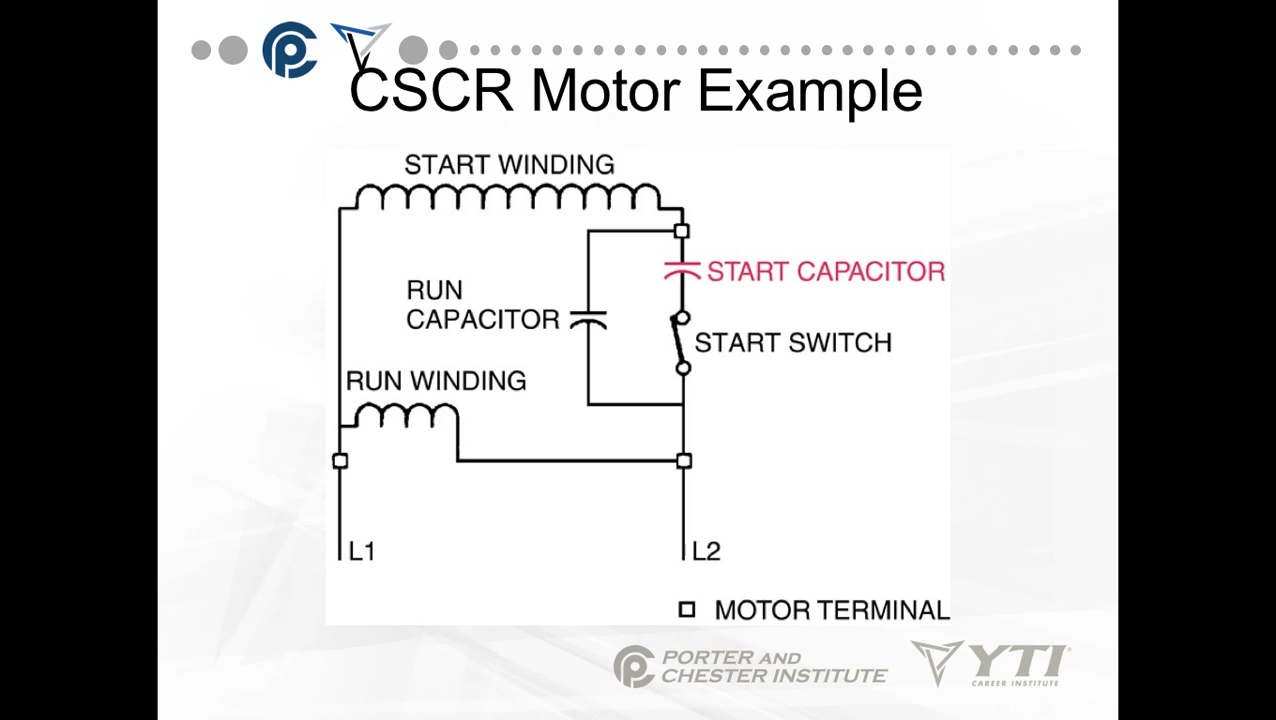 CSCR Motor Example
START WINDING
START CAPACITOR
RUN
CAPACITOR
START SWITCH
RUN WINDING
L1
L2
MOTOR TERMINAL
PORTER AND
CHESTER INSTITUTE
YTI
CAREER INSTITUTE